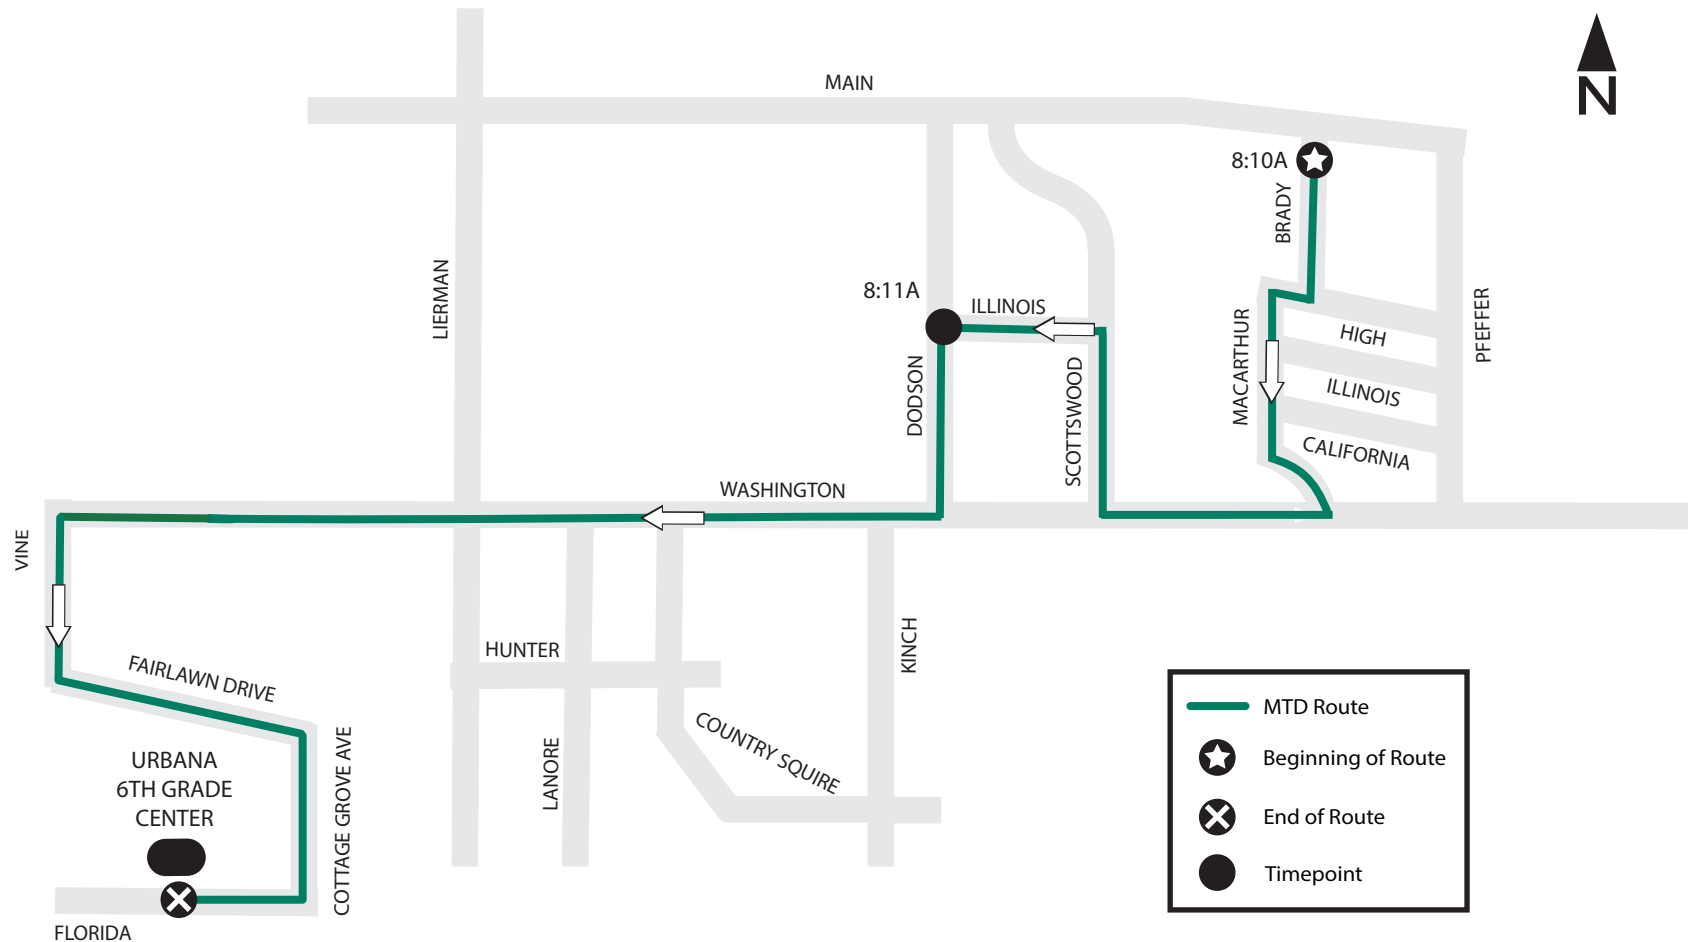 MAIN
N
8:10A
BRADY
LIERMAN
8:11A
ILLINOIS
MACARTHUR
HIGH
PFEFFER
DODSON
SCOTTSWOOD
ILLINOIS
CALIFORNIA
WASHINGTON
VINE
FAIRLAWN DRIVE
HUNTER
KINCH
COUNTRY SQUIRE
LANORE
COTTAGE GROVE AVE
URBANA
6TH GRADE
CENTER
FLORIDA
MTD Route
Beginning of Route
End of Route
Timepoint